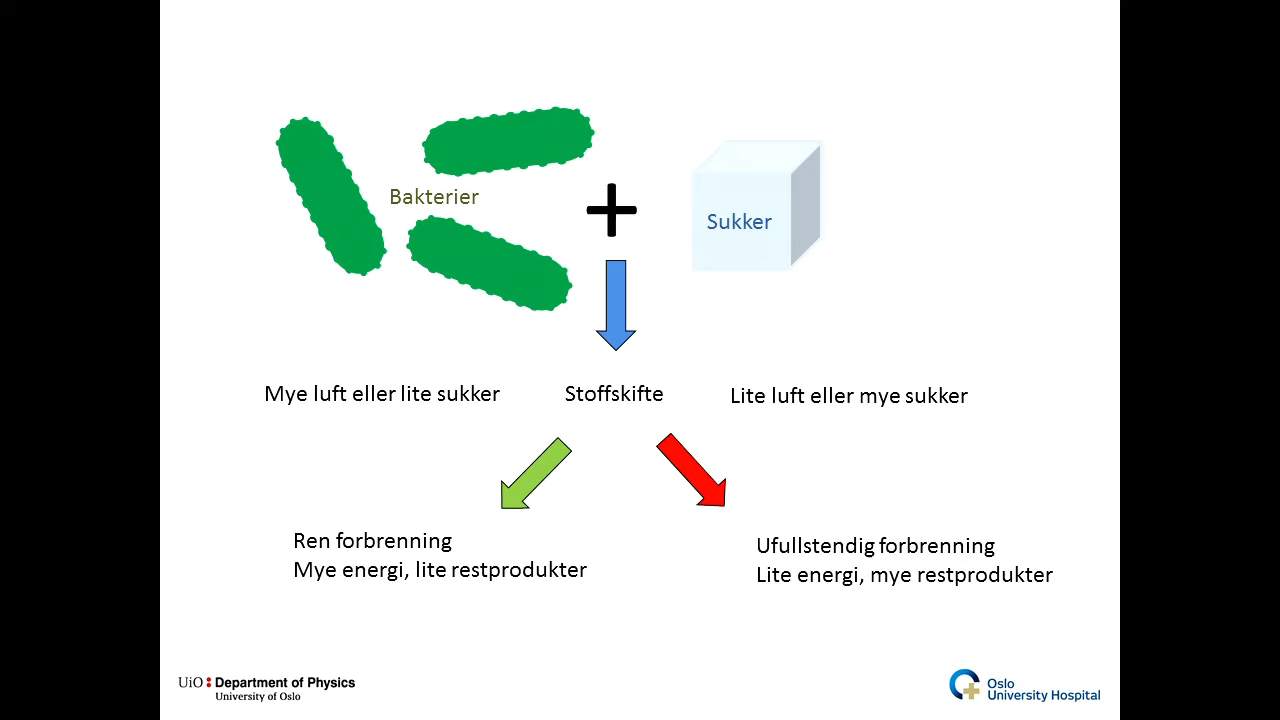 Bakterier
+
Sukker
Mye luft eller lite sukker
Stoffskifte
Lite luft eller mye sukker
Ren forbrenning
Mye energi, lite restprodukter
Ufullstendig forbrenning
Lite energi, mye restprodukter
UiO : Department of Physics
University of Oslo
Oslo
University Hospital